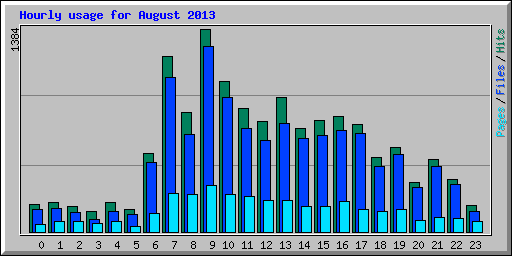 Hourly usage for August 2013
1384
Pages/Files/Hits
0 1 2 3 4 5 6 7 8 9 10 11 12 13 14 15 16 17 18 19 20 21 22 23